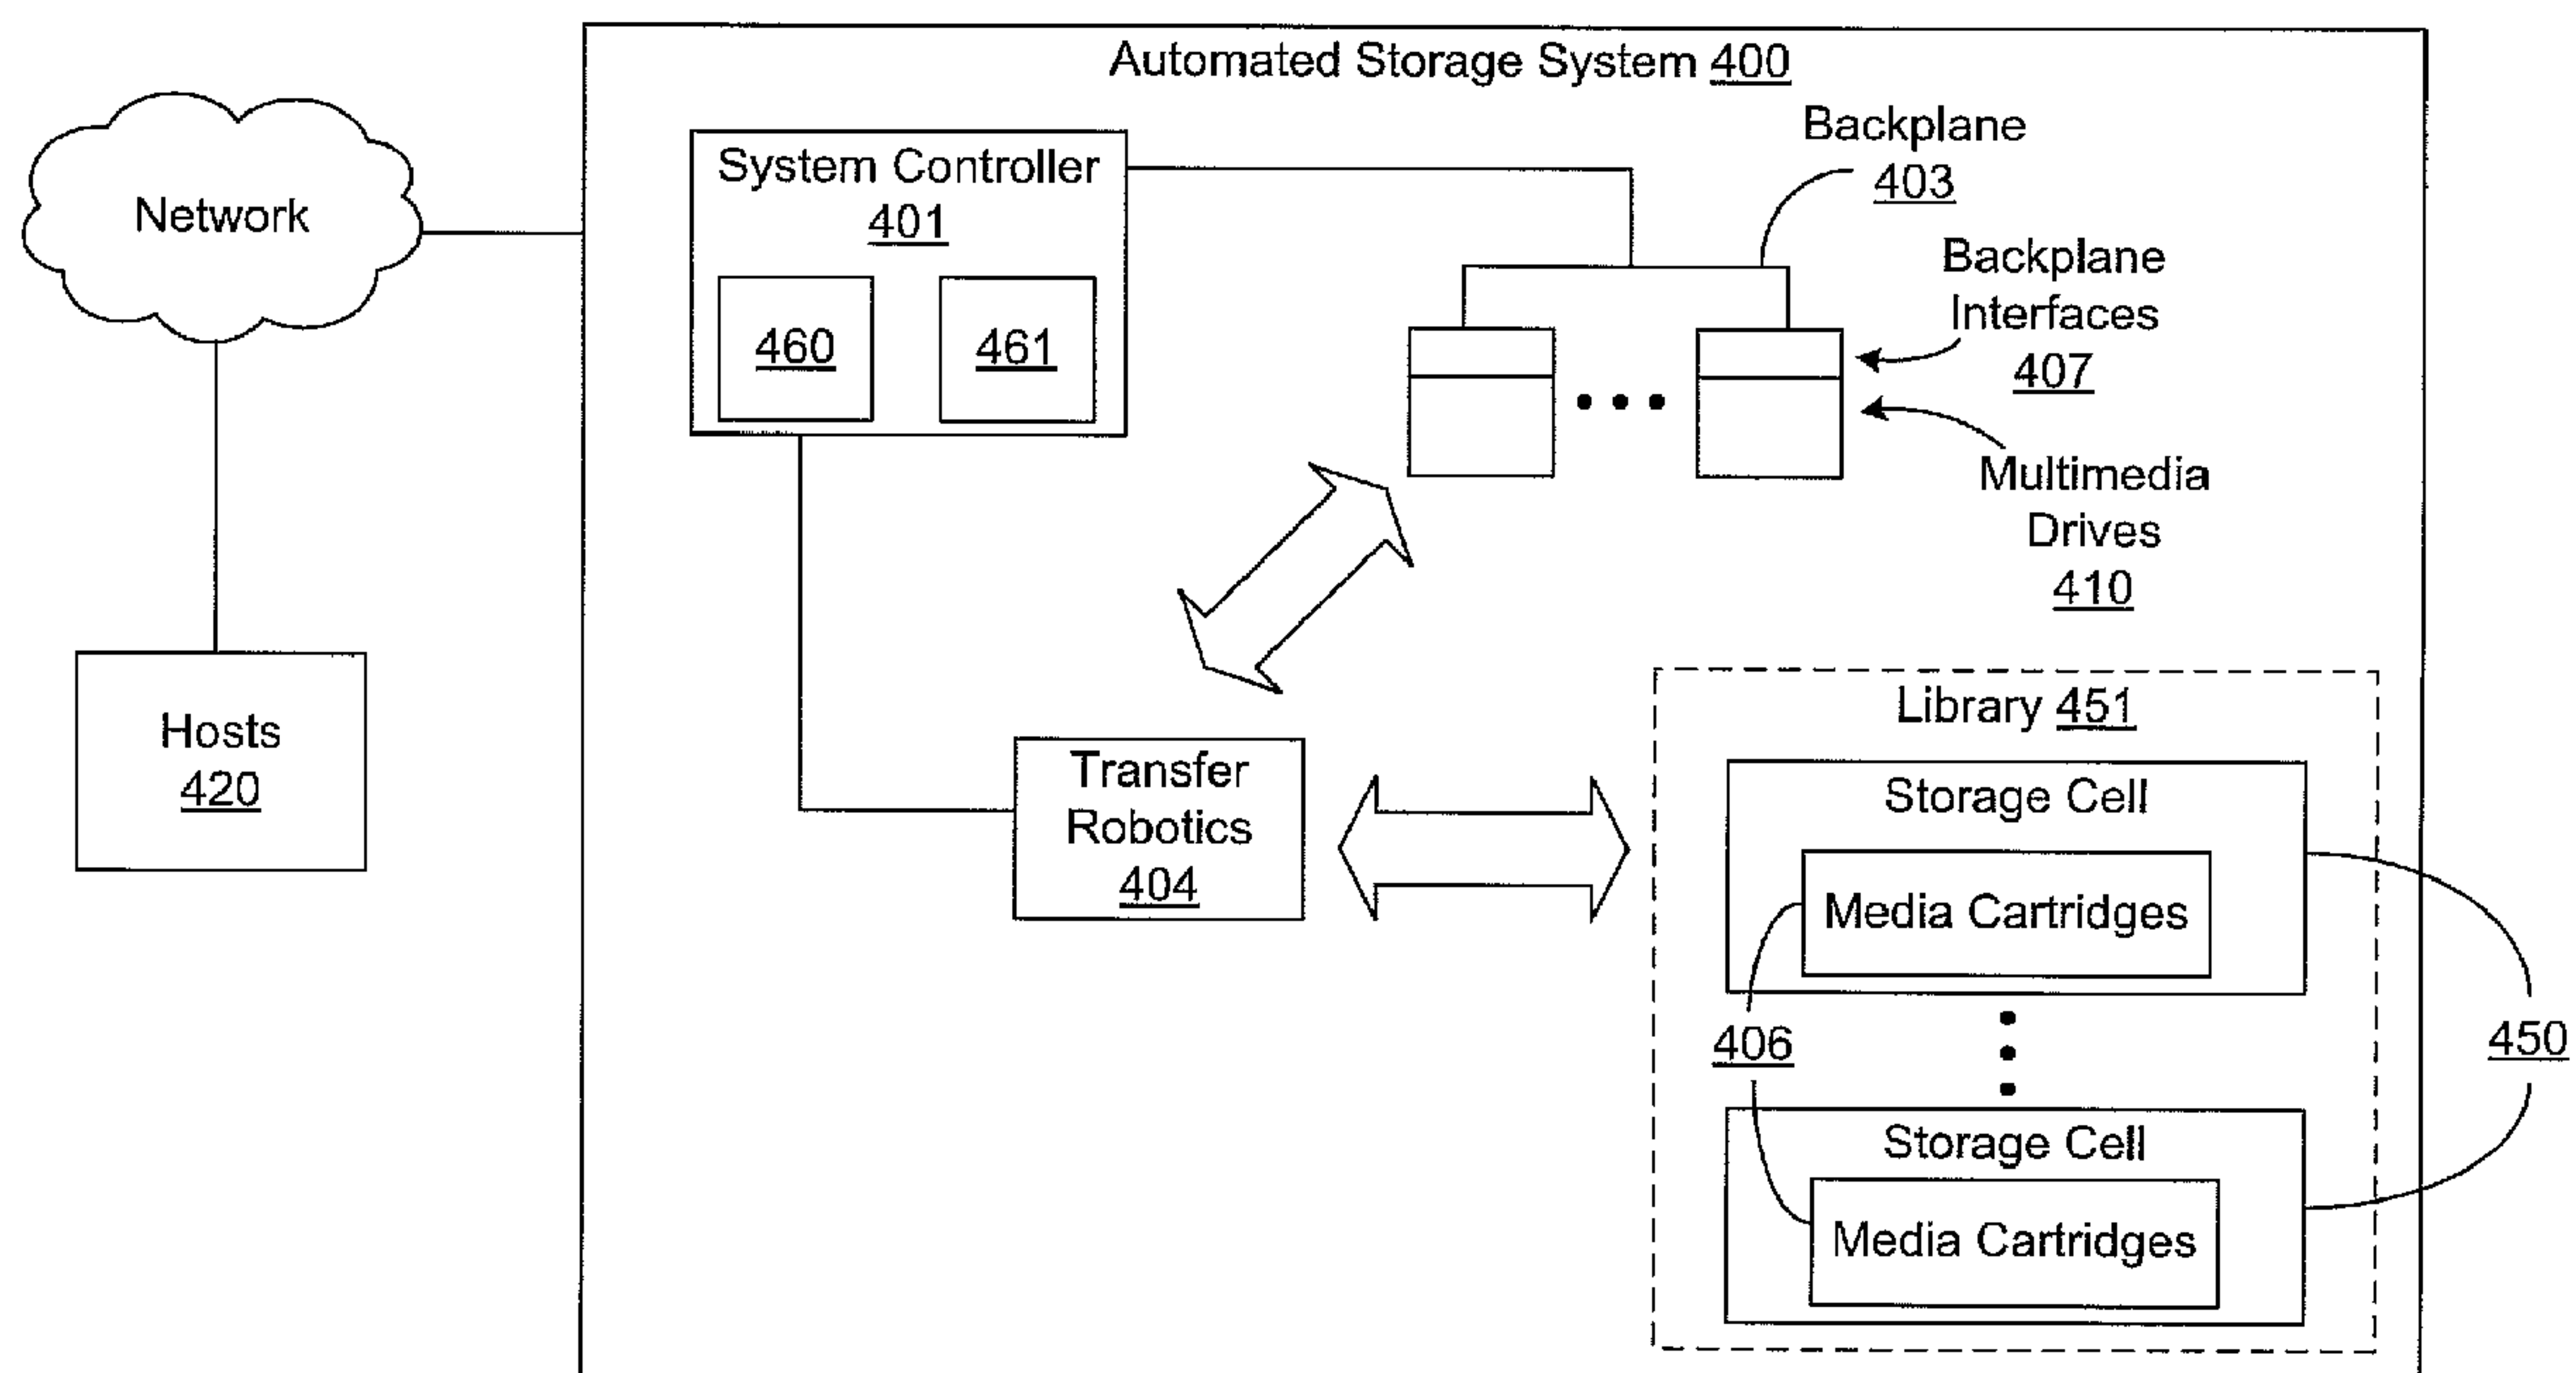 Automated Storage System 400
Network
System Controller
401
460
461
Backplane
403
Backplane
Interfaces
407
Multimedia
Drives
410
Hosts
420
Transfer
Robotics
404
Library 451
Storage Cell
Media Cartridges
406
450
Storage Cell
Media Cartridges